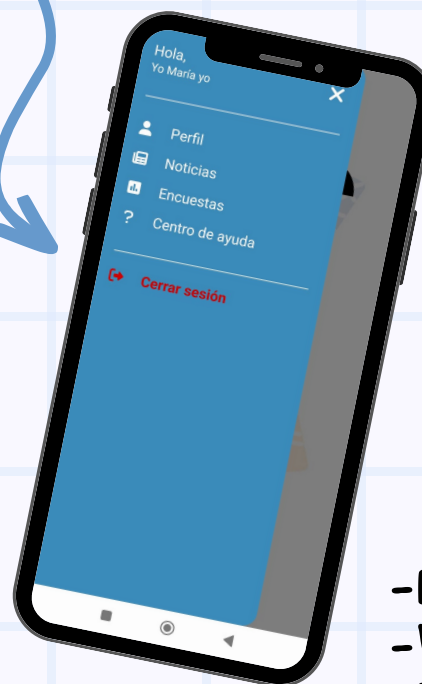 Hola,
Yo María yo
Perfil
Noticias
Encuestas
? Centro de ayuda
Cerrar sesión